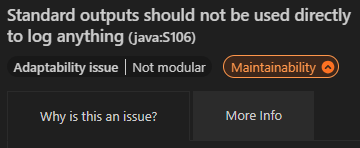 Standard outputs should not be used directly
to log anything (java:S106)
Adaptability issue | Not modular Maintainability
Why is this an issue? More Info